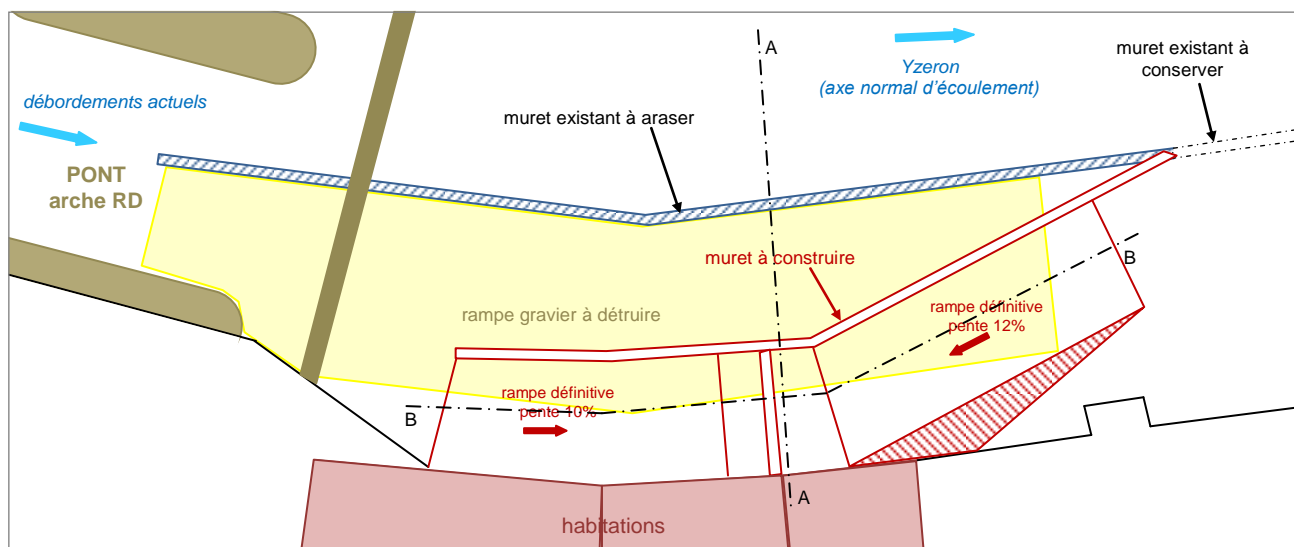 A
Yzeron
(axe normal d'écoulement)
muret existant à
conserver
débordements actuels
muret existant à araser
PONT
arche RD
muret à construire
B
rampe gravier à détruire
rampe définitive
pente 12%
rampe définitive
pente 10%
B
A
habitations